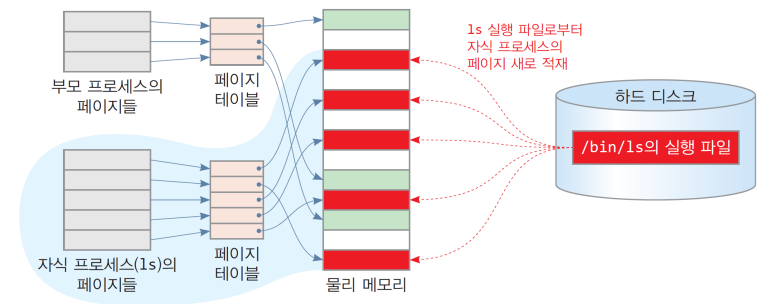 부모 프로세스의
페이지들
페이지
테이블
ls 실행 파일로부터
자식 프로세스의
페이지 새로 적재
하드 디스크
/bin/ls의 실행 파일
자식 프로세스(ls)의
페이지들
페이지
테이블
물리 메모리